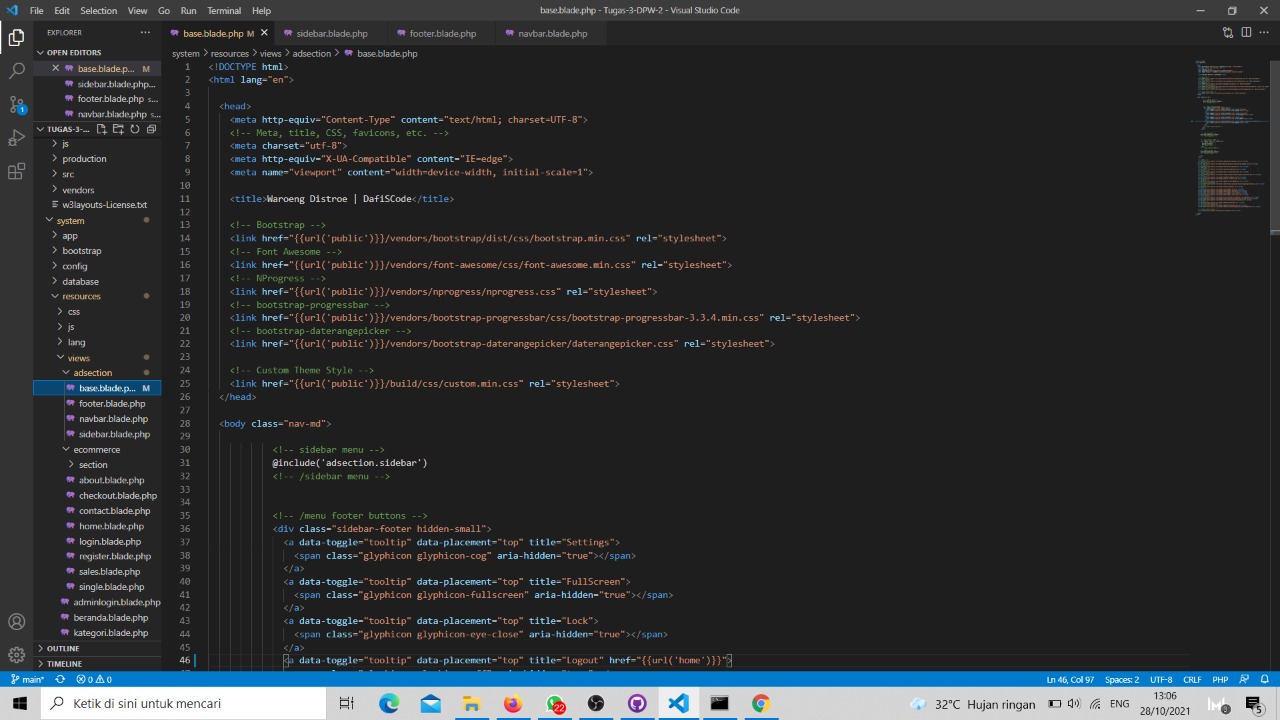 File Edit Selection View Go Run Terminal Help
base.blade.php - Tugas-3-DPW-2 - Visual Studio Code
EXPLORER
OPEN EDITORS
base.blade.p... M
sidebar.blade.php...
footer.blade.php s...
navbar.blade.php s...
TUGAS-3-...
js
production
src
vendors
w3layouts-License.txt
system
app
bootstrap
config
database
resources
css
js
lang
views
adsection
base.blade.p... M
footer.blade.php
navbar.blade.php
sidebar.blade.php
ecommerce
section
about.blade.php
checkout.blade.php
contact.blade.php
home.blade.php
login.blade.php
register.blade.php
sales.blade.php
single.blade.php
adminlogin.blade.php
beranda.blade.php
kategori.blade.php
OUTLINE
TIMELINE
base.blade.php M
sidebar.blade.php
footer.blade.php
navbar.blade.php
system > resources > views > adsection > base.blade.php
1 <!DOCTYPE html>
2 <html lang="en">
3
4 <head>
5 <meta http-equiv="Content-Type" content="text/html; charset=UTF-8">
6 <!-- Meta, title, CSS, favicons, etc. -->
7 <meta charset="utf-8">
8 <meta http-equiv="X-UA-Compatible" content="IE=edge">
9 <meta name="viewport" content="width=device-width, initial-scale=1">
10
11 <title>Waroeng Distroo | DafiSCode</title>
12
13 <!-- Bootstrap -->
14 <link href="{{url('public')}}/vendors/bootstrap/dist/css/bootstrap.min.css" rel="stylesheet">
15 <!-- Font Awesome -->
16 <link href="{{url('public')}}/vendors/font-awesome/css/font-awesome.min.css" rel="stylesheet">
17 <!-- NProgress -->
18 <link href="{{url('public')}}/vendors/nprogress/nprogress.css" rel="stylesheet">
19 <!-- bootstrap-progressbar -->
20 <link href="{{url('public')}}/vendors/bootstrap-progressbar/css/bootstrap-progressbar-3.3.4.min.css" rel="stylesheet">
21 <!-- bootstrap-daterangepicker -->
22 <link href="{{url('public')}}/vendors/bootstrap-daterangepicker/daterangepicker.css" rel="stylesheet">
23
24 <!-- Custom Theme Style -->
25 <link href="{{url('public')}}/build/css/custom.min.css" rel="stylesheet">
26 </head>
27
28 <body class="nav-md">
29
30 <!-- sidebar menu -->
31 @include('adsection.sidebar')
32 <!-- /sidebar menu -->
33
34
35 <!-- /menu footer buttons -->
36 <div class="sidebar-footer hidden-small">
37 <a data-toggle="tooltip" data-placement="top" title="Settings">
38 <span class="glyphicon glyphicon-cog" aria-hidden="true"></span>
39 </a>
40 <a data-toggle="tooltip" data-placement="top" title="FullScreen">
41 <span class="glyphicon glyphicon-fullscreen" aria-hidden="true"></span>
42 </a>
43 <a data-toggle="tooltip" data-placement="top" title="Lock">
44 <span class="glyphicon glyphicon-eye-close" aria-hidden="true"></span>
45 </a>
46 <a data-toggle="tooltip" data-placement="top" title="Logout" href="{{url('home')}}">
main* 0 0
Ln 46, Col 97 Spaces: 2 UTF-8 CRLF PHP
Ketik di sini untuk mencari
22
32°C Hujan ringan
ENG
13:06
28/10/2021
5